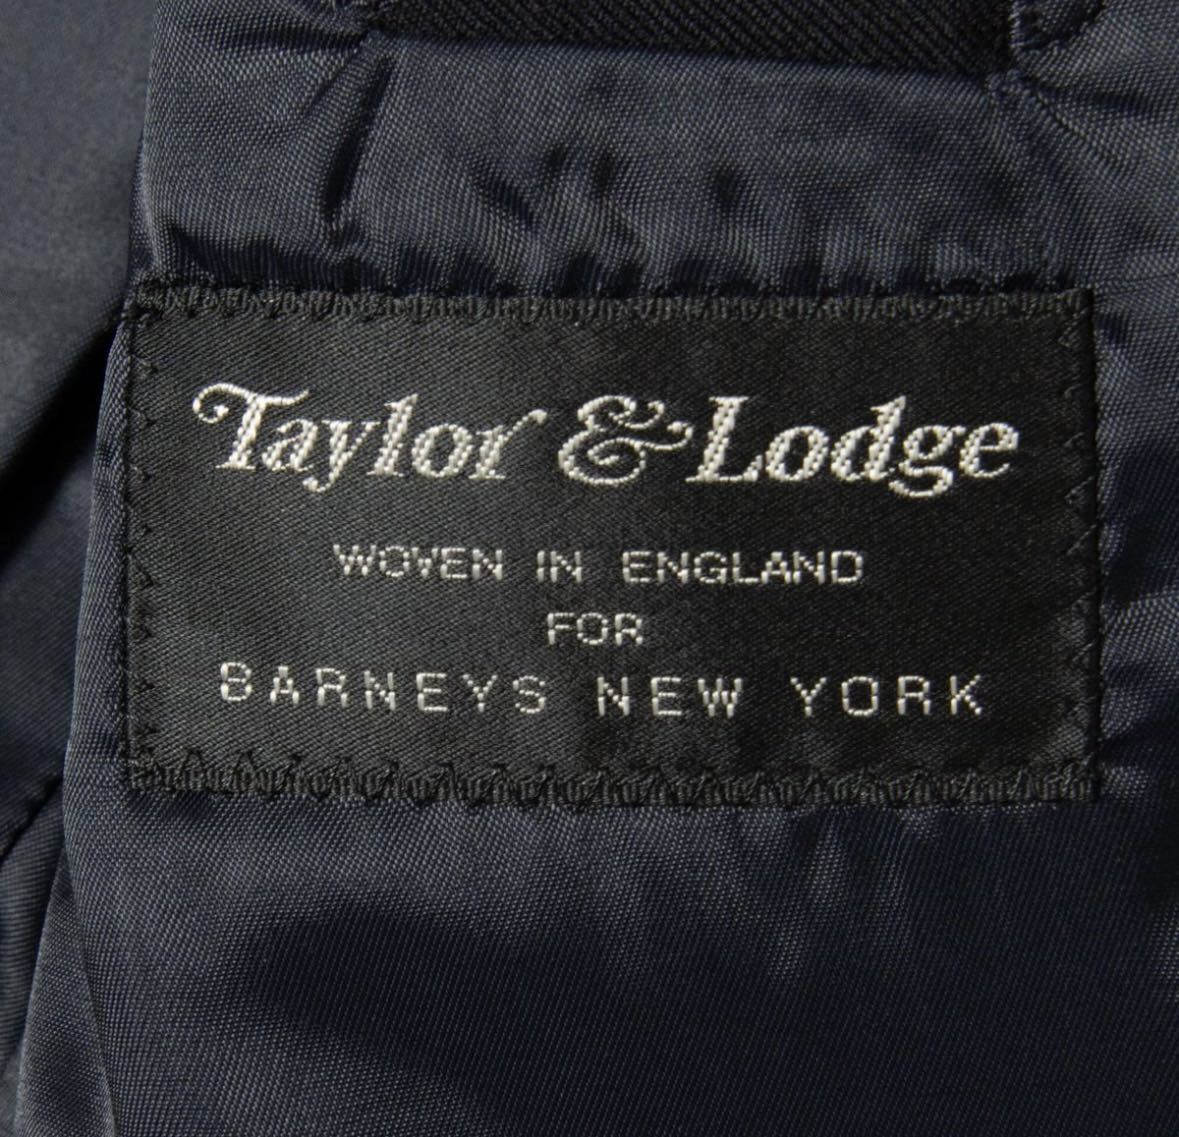 Taylor & Lodge
WOVEN IN ENGLAND
FOR
BARNEYS NEW YORK